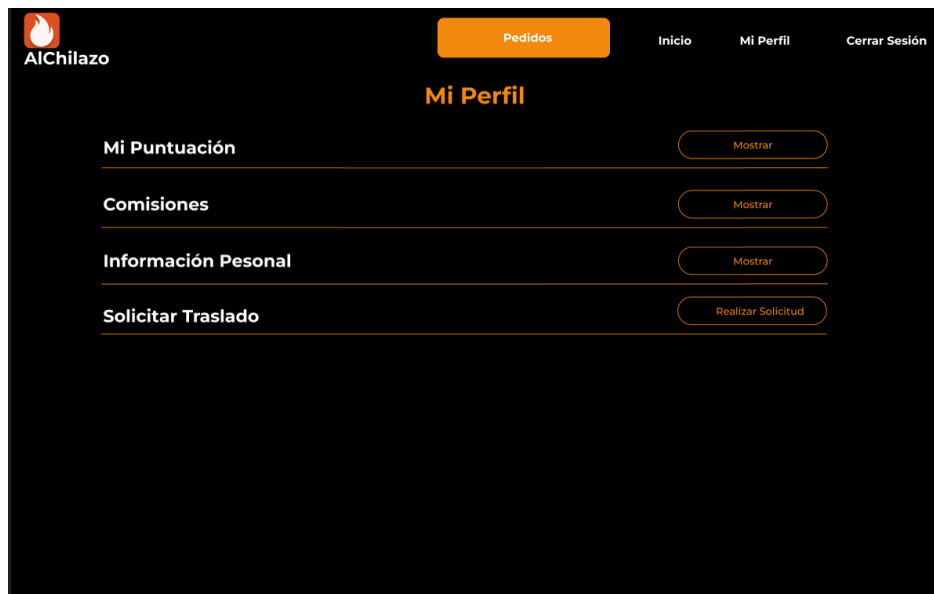 AlChilazo
Pedidos
Inicio
Mi Perfil
Cerrar Sesión
Mi Perfil
Mi Puntuación
Mostrar
Comisiones
Mostrar
Información Pesonal
Mostrar
Solicitar Traslado
Realizar Solicitud